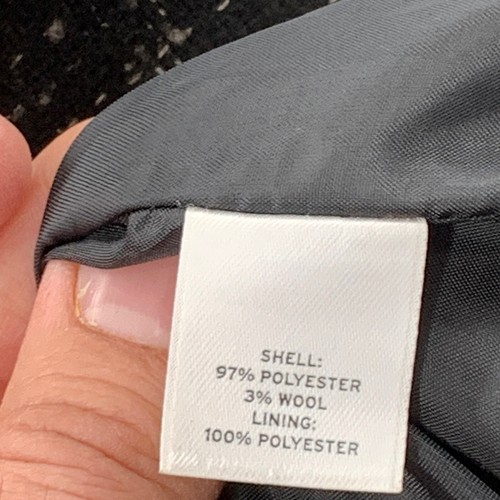 SHELL:
97% POLYESTER
3% WOOL
LINING:
100% POLYESTER